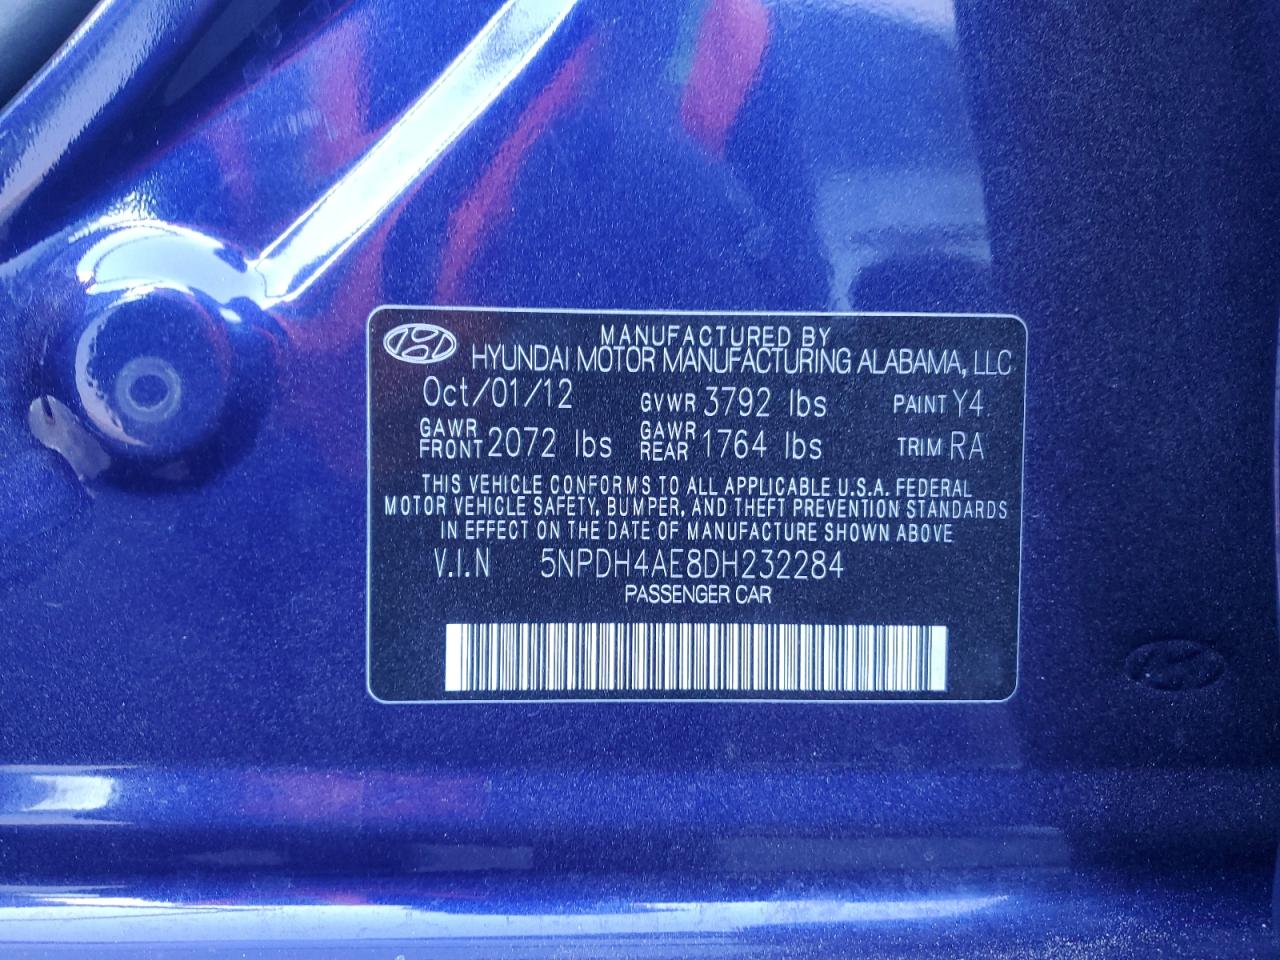 MANUFACTURED BY
HYUNDAI MOTOR MANUFACTURING ALABAMA, LLC
Oct/01/12 GVWR 3792 lbs PAINT Y4
GAWR FRONT 2072 lbs GAWR REAR 1764 lbs TRIM RA
THIS VEHICLE CONFORMS TO ALL APPLICABLE U.S.A. FEDERAL
MOTOR VEHICLE SAFETY, BUMPER, AND THEFT PREVENTION STANDARDS
IN EFFECT ON THE DATE OF MANUFACTURE SHOWN ABOVE
V.I.N 5NPDH4AE8DH232284
PASSENGER CAR